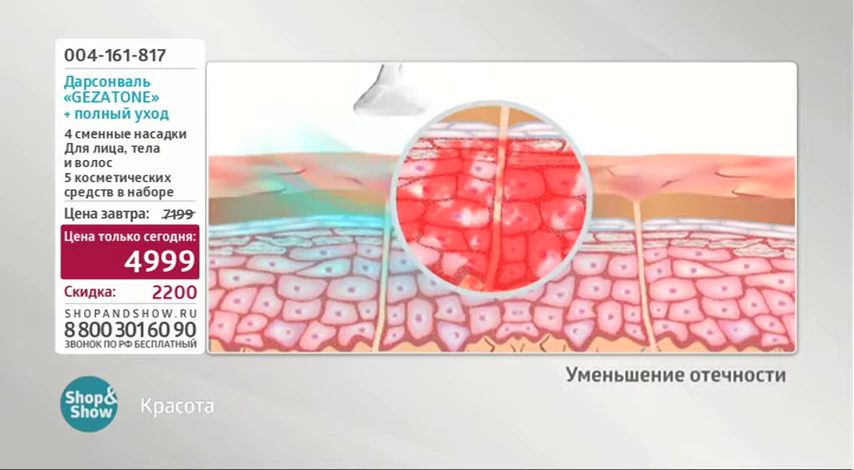 004-161-817
Дарсонваль
«GEZATONE»
+ полный уход
4 сменные насадки
Для лица, тела
и волос
5 косметических
средств в наборе
Цена завтра: 7199
Цена только сегодня:
4999
Скидка: 2200
SHOPANDSHOW.RU
8 800 301 60 90
ЗВОНОК ПО РФ БЕСПЛАТНЫЙ
Уменьшение отечности
Shop&
Show
Красота